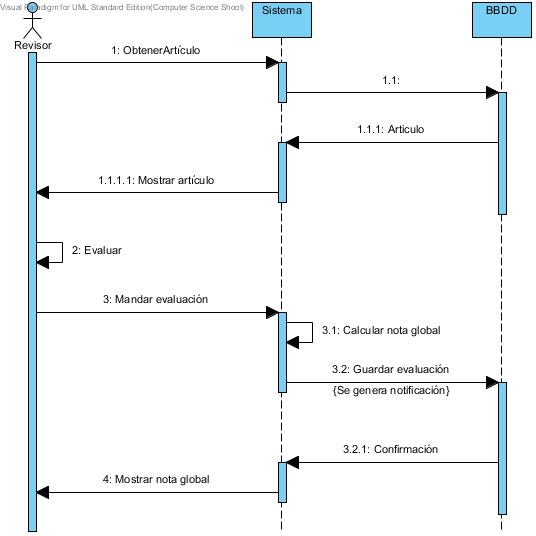 Visual Paradigm for UML Standard Edition(Computer Science Shool)
Revisor
Sistema
BBDD
1: ObtenerArtículo
1.1:
1.1.1: Articulo
1.1.1.1: Mostrar artículo
2: Evaluar
3: Mandar evaluación
3.1: Calcular nota global
3.2: Guardar evaluación
{Se genera notificación}
3.2.1: Confirmación
4: Mostrar nota global